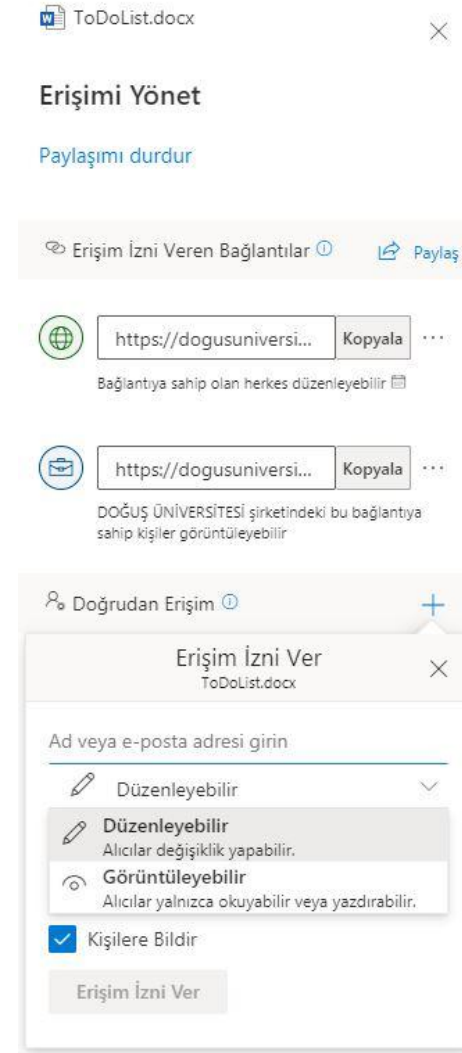 ToDoList.docx
Erişimi Yönet
Paylaşımı durdur
Erişim İzni Veren Bağlantılar
Paylaş
https://dogusuniversi...
Kopyala
Bağlantıya sahip olan herkes düzenleyebilir
https://dogusuniversi...
Kopyala
DOĞUŞ ÜNİVERSİTESİ şirketindeki bu bağlantıya
sahip kişiler görüntüleyebilir
Doğrudan Erişim
Erişim İzni Ver
ToDoList.docx
Ad veya e-posta adresi girin
Düzenleyebilir
Düzenleyebilir
Alıcılar değişiklik yapabilir.
Görüntüleyebilir
Alıcılar yalnızca okuyabilir veya yazdırabilir.
Kişilere Bildir
Erişim İzni Ver